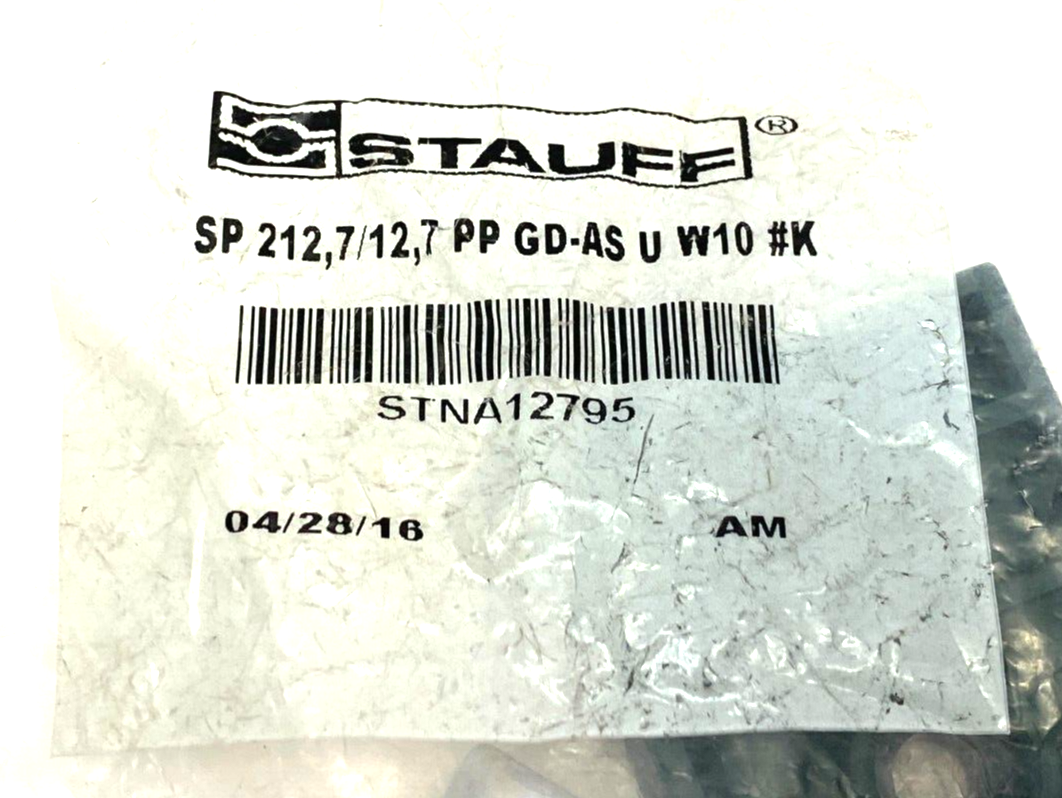 STAUFF ®
SP 212,7/12,7 PP GD-AS U W10 #K
STNA12795
04/28/16 AM